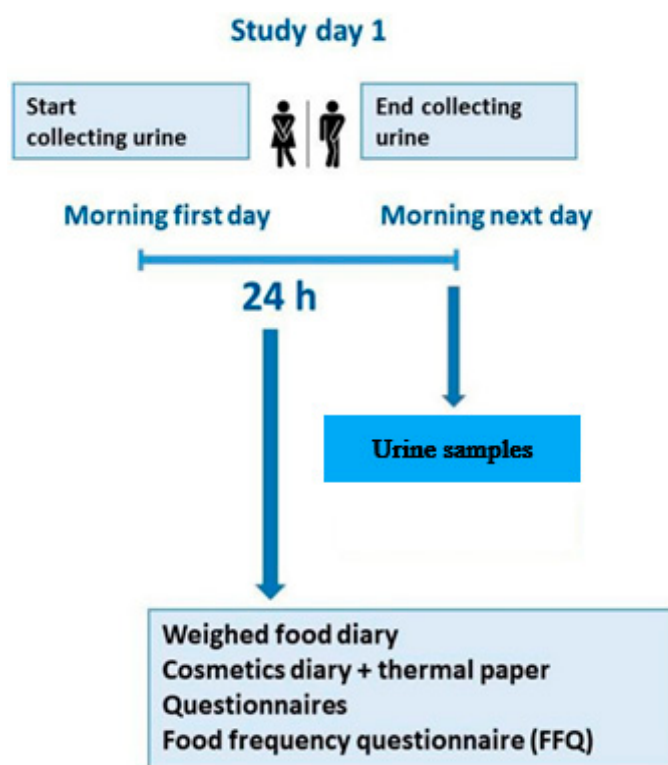 Study day 1
Start
collecting urine
End collecting
urine
Morning first day
Morning next day
24 h
Urine samples
Weighed food diary
Cosmetics diary + thermal paper
Questionnaires
Food frequency questionnaire (FFQ)